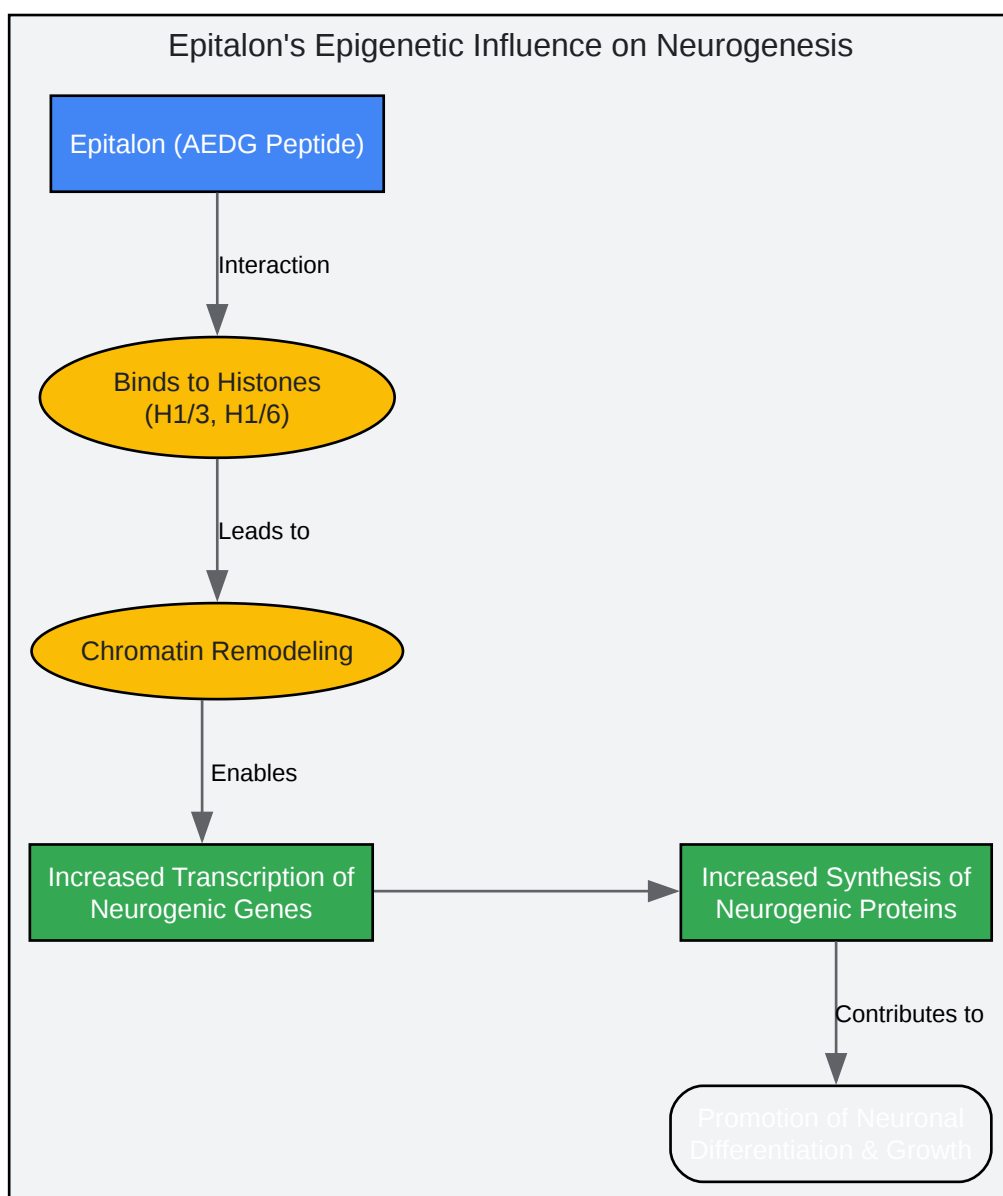 Epitalon's Epigenetic Influence on Neurogenesis
Epitalon (AEDG Peptide)
Interaction
Binds to Histones
(H1/3, H1/6)
Leads to
Chromatin Remodeling
Enables
Increased Transcription of
Neurogenic Genes
Increased Synthesis of
Neurogenic Proteins
Contributes to
Promotion of Neuronal
Differentiation & Growth